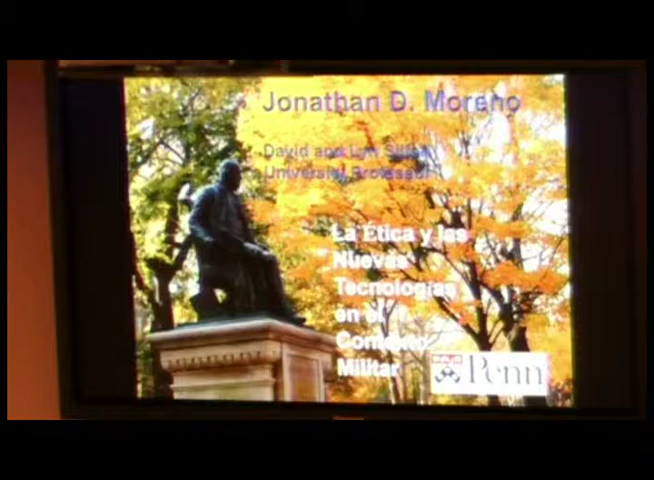 Jonathan D. Moreno
David and Lyn Silfen
University Professor
La Ética y las
Nuevas
Tecnologías
en el
Contexto
Militar
Penn